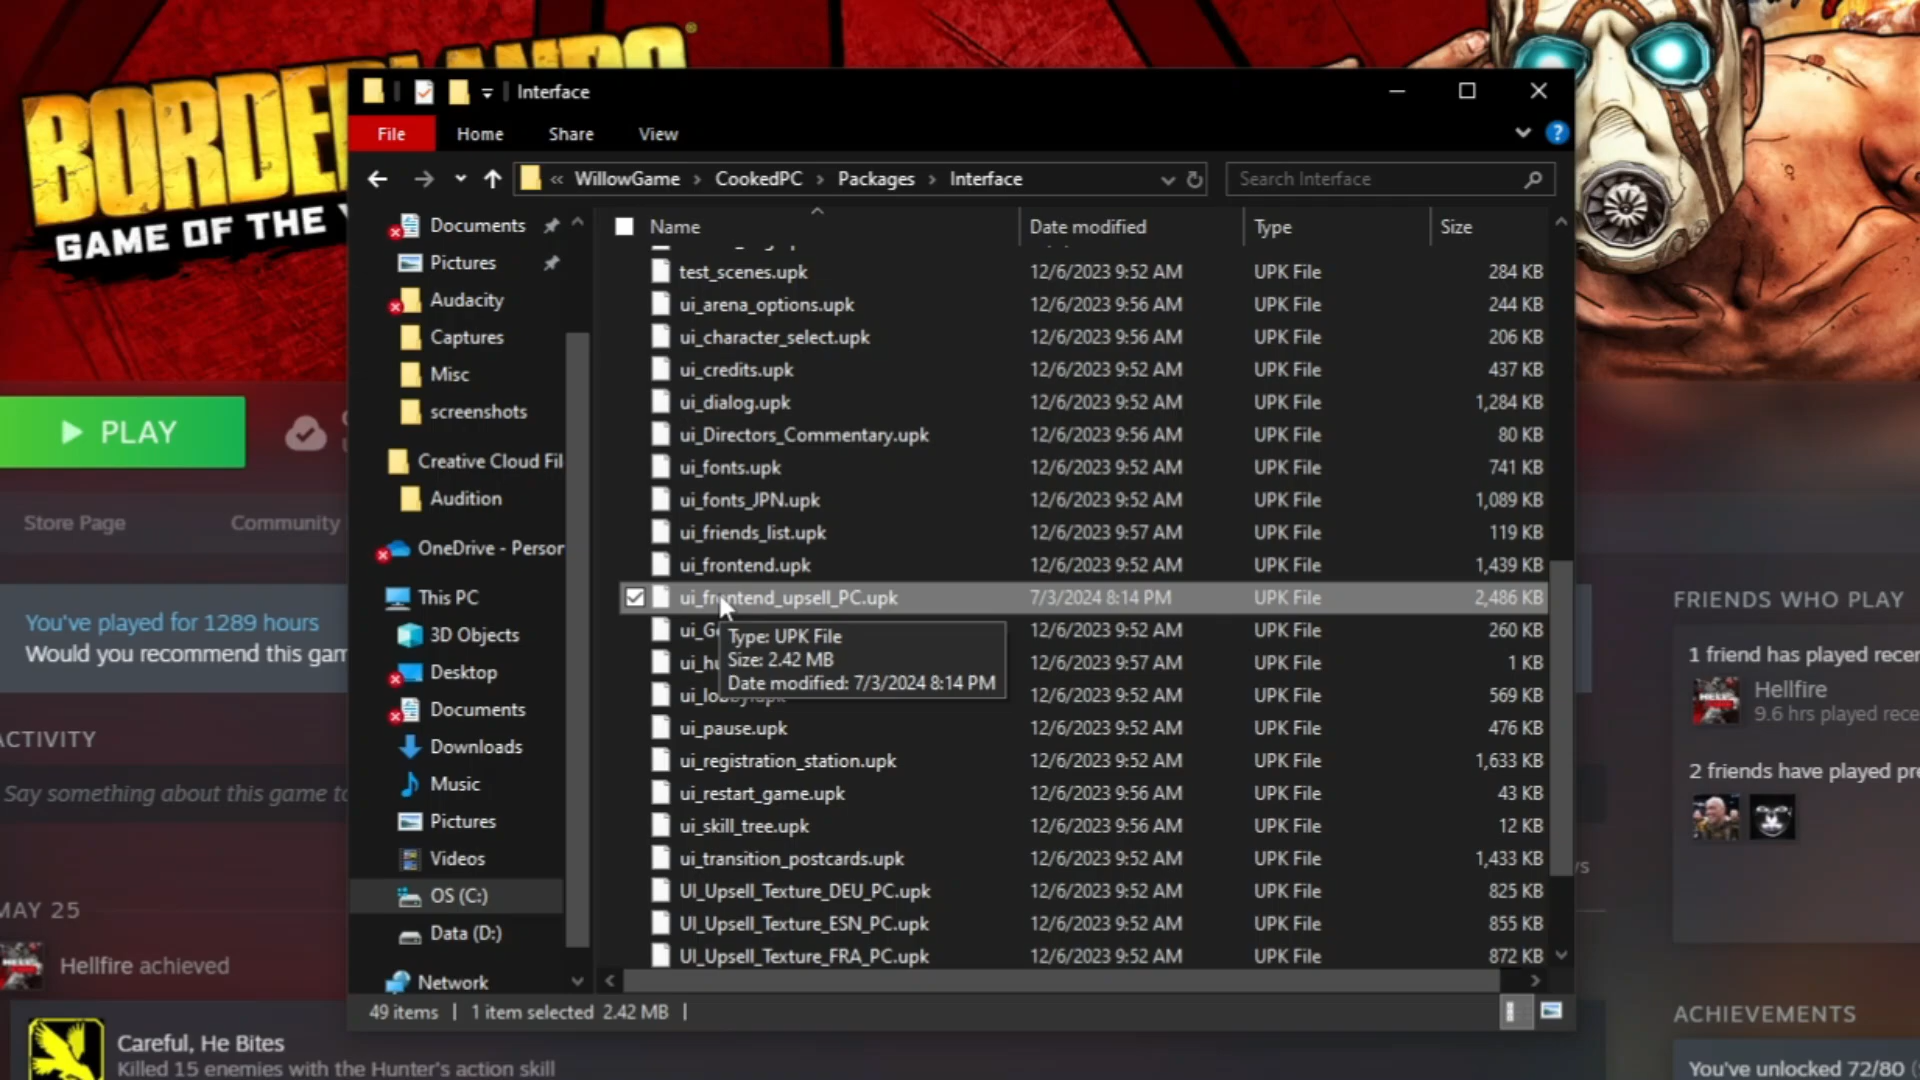 BORDERLANDS
GAME OF THE
Interface
File
Home
Share
View
?
«
WillowGame
CookedPC
Packages
Interface
Search Interface
Documents
Pictures
Audacity
Captures
Misc
screenshots
Creative Cloud Fil
Audition
OneDrive - Person
This PC
3D Objects
Desktop
Documents
Downloads
Music
Pictures
Videos
OS (C:)
Data (D:)
Network
Name Date modified Type Size
test_scenes.upk 12/6/2023 9:52 AM UPK File 284 KB
ui_arena_options.upk 12/6/2023 9:56 AM UPK File 244 KB
ui_character_select.upk 12/6/2023 9:56 AM UPK File 206 KB
ui_credits.upk 12/6/2023 9:52 AM UPK File 437 KB
ui_dialog.upk 12/6/2023 9:52 AM UPK File 1,284 KB
ui_Directors_Commentary.upk 12/6/2023 9:56 AM UPK File 80 KB
ui_fonts.upk 12/6/2023 9:52 AM UPK File 741 KB
ui_fonts_JPN.upk 12/6/2023 9:52 AM UPK File 1,089 KB
ui_friends_list.upk 12/6/2023 9:57 AM UPK File 119 KB
ui_frontend.upk 12/6/2023 9:52 AM UPK File 1,439 KB
ui_frontend_upsell_PC.upk 7/3/2024 8:14 PM UPK File 2,486 KB
12/6/2023 9:52 AM UPK File 260 KB
12/6/2023 9:57 AM UPK File 1 KB
12/6/2023 9:52 AM UPK File 569 KB
Type: UPK File
Size: 2.42 MB
Date modified: 7/3/2024 8:14 PM
ui_pause.upk 12/6/2023 9:52 AM UPK File 476 KB
ui_registration_station.upk 12/6/2023 9:52 AM UPK File 1,633 KB
ui_restart_game.upk 12/6/2023 9:56 AM UPK File 43 KB
ui_skill_tree.upk 12/6/2023 9:56 AM UPK File 12 KB
ui_transition_postcards.upk 12/6/2023 9:52 AM UPK File 1,433 KB
UI_Upsell_Texture_DEU_PC.upk 12/6/2023 9:52 AM UPK File 825 KB
UI_Upsell_Texture_ESN_PC.upk 12/6/2023 9:52 AM UPK File 855 KB
UI_Upsell_Texture_FRA_PC.upk 12/6/2023 9:52 AM UPK File 872 KB
49 items 1 item selected 2.42 MB
PLAY
Store Page
Community
You've played for 1289 hours
Would you recommend this gam
ACTIVITY
Say something about this game to
MAY 25
Hellfire achieved
Careful, He Bites
Killed 15 enemies with the Hunter's action skill
FRIENDS WHO PLAY
1 friend has played recen
Hellfire
9.6 hrs played rece
2 friends have played pre
ACHIEVEMENTS
You've unlocked 72/80